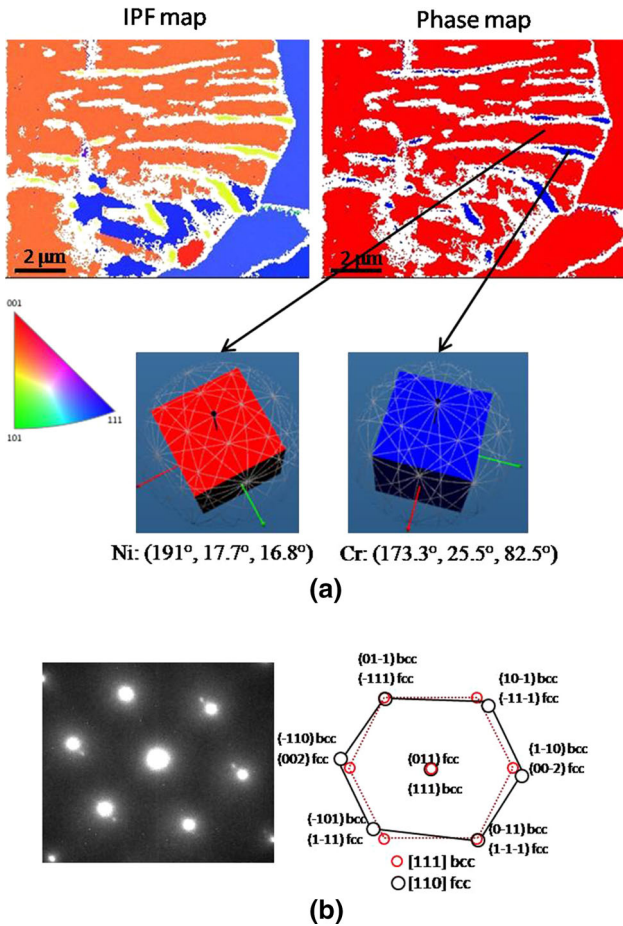 IPF map
Phase map
2 µm
2 µm
001
101
111
Ni: (191°, 17.7°, 16.8°)
Cr: (173.3°, 25.5°, 82.5°)
(a)
{01-1} bcc
{-111} fcc
{10-1} bcc
{-11-1} fcc
{-110} bcc
{002} fcc
{011} fcc
{111} bcc
{1-10} bcc
{00-2} fcc
{-101} bcc
{1-11} fcc
{0-11} bcc
{1-1-1} fcc
[111] bcc
[110] fcc
(b)